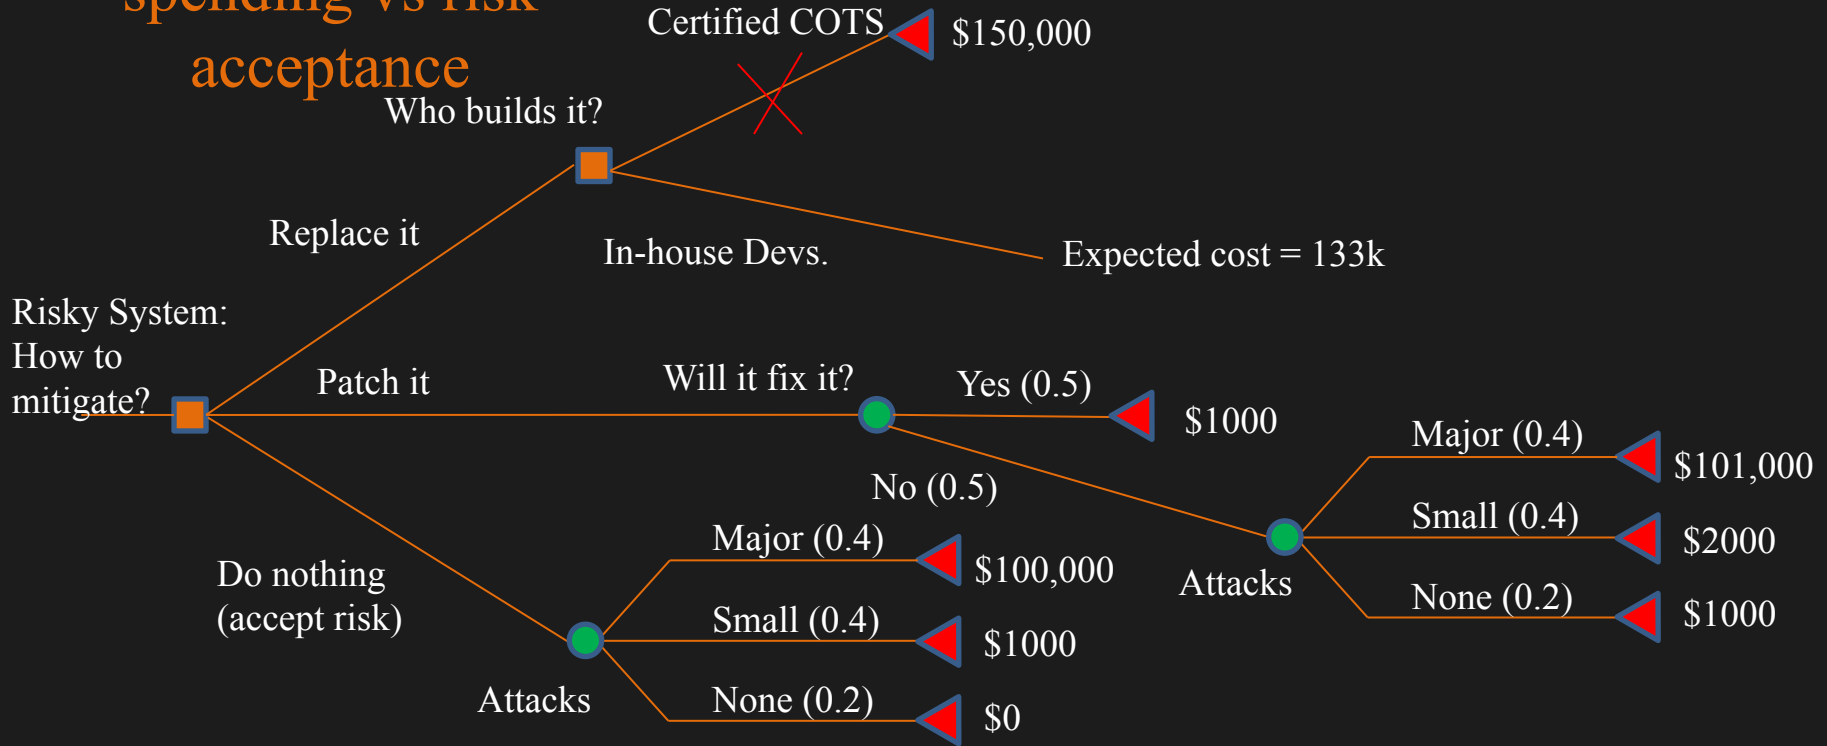 spending vs risk
acceptance
Certified COTS
$150,000
Who builds it?
Replace it
In-house Devs.
Expected cost = 133k
Risky System:
How to
mitigate?
Patch it
Will it fix it?
Yes (0.5)
$1000
No (0.5)
Major (0.4)
$101,000
Small (0.4)
$2000
Attacks
None (0.2)
$1000
Do nothing
(accept risk)
Major (0.4)
$100,000
Small (0.4)
$1000
Attacks
None (0.2)
$0